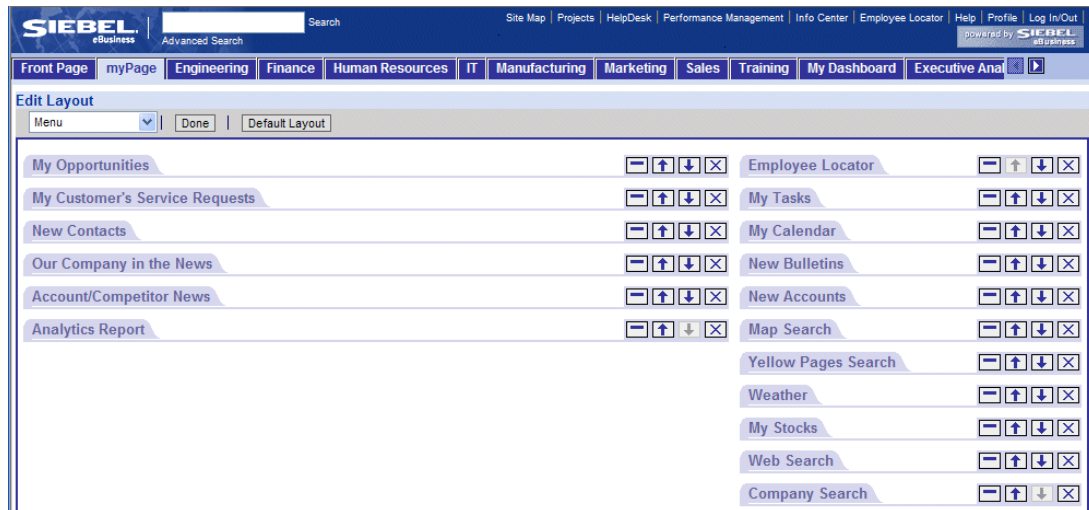 SIEBEL.
eBusiness
Search
Advanced Search
Site Map | Projects | HelpDesk | Performance Management | Info Center | Employee Locator | Help | Profile | Log In/Out
powered by SIEBEL
eBusiness
Front Page myPage Engineering Finance Human Resources IT Manufacturing Marketing Sales Training My Dashboard Executive Anal
Edit Layout
Menu | Done | Default Layout
My Opportunities
My Customer's Service Requests
New Contacts
Our Company in the News
Account/Competitor News
Analytics Report
Employee Locator
My Tasks
My Calendar
New Bulletins
New Accounts
Map Search
Yellow Pages Search
Weather
My Stocks
Web Search
Company Search